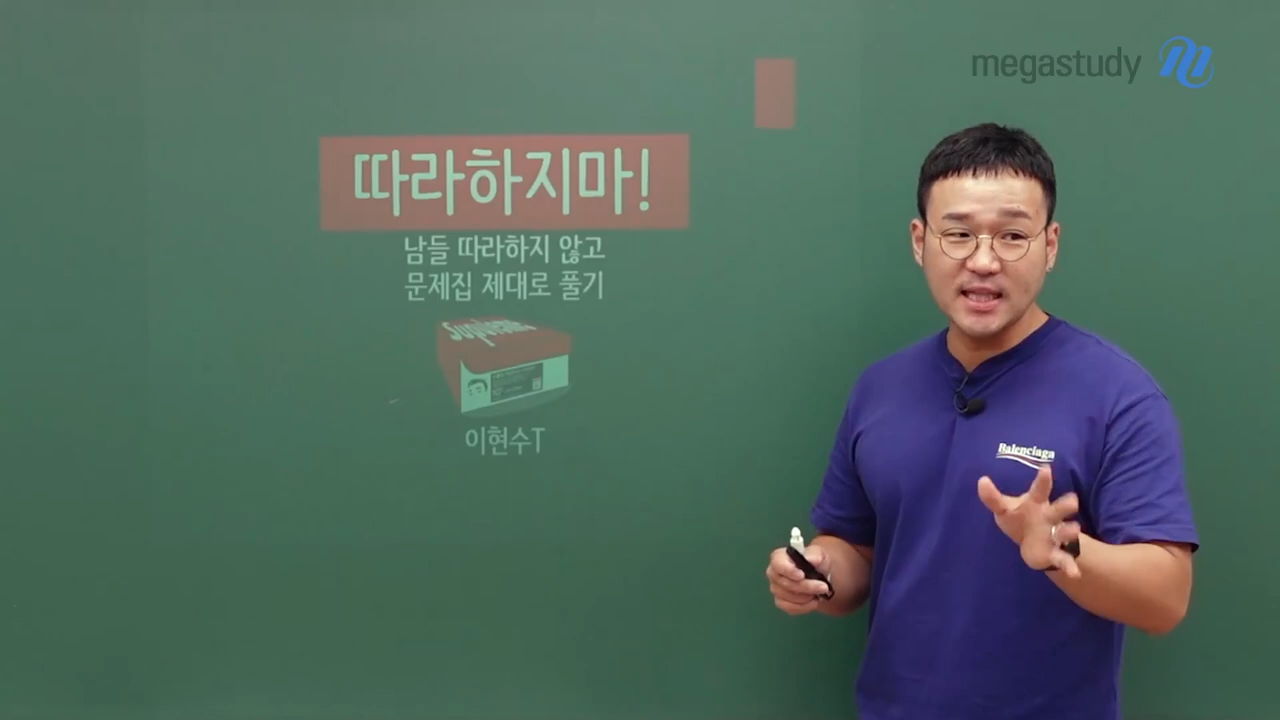 megastudy
따라하지마!
남들 따라하지 않고
문제집 제대로 풀기
Supreme
이현수T
Balenciaga